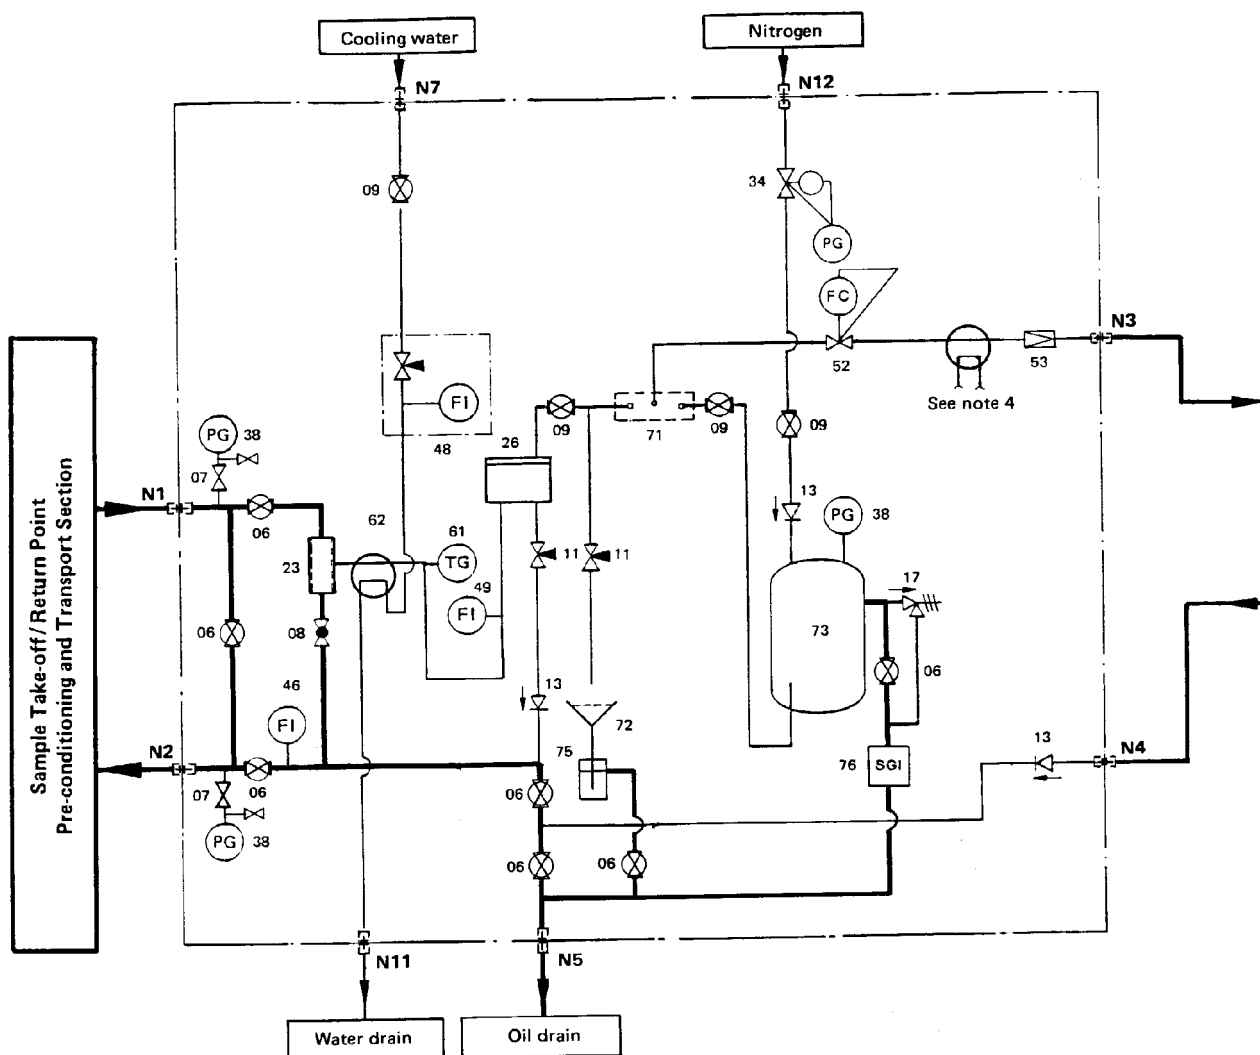 Cooling water
Nitrogen
N7
N12
09
34
PG
FC
N3
52
53
See note 4
FI
48
09
71
09
09
26
PG
38
07
N1
06
62
61
TG
13
PG
38
23
49
FI
11
11
17
06
08
73
06
46
FI
13
72
N2
75
76
SGI
13
N4
07
06
06
PG
38
06
06
N11
N5
Water drain
Oil drain
Sample Take-off/Return Point
Pre-conditioning and Transport Section